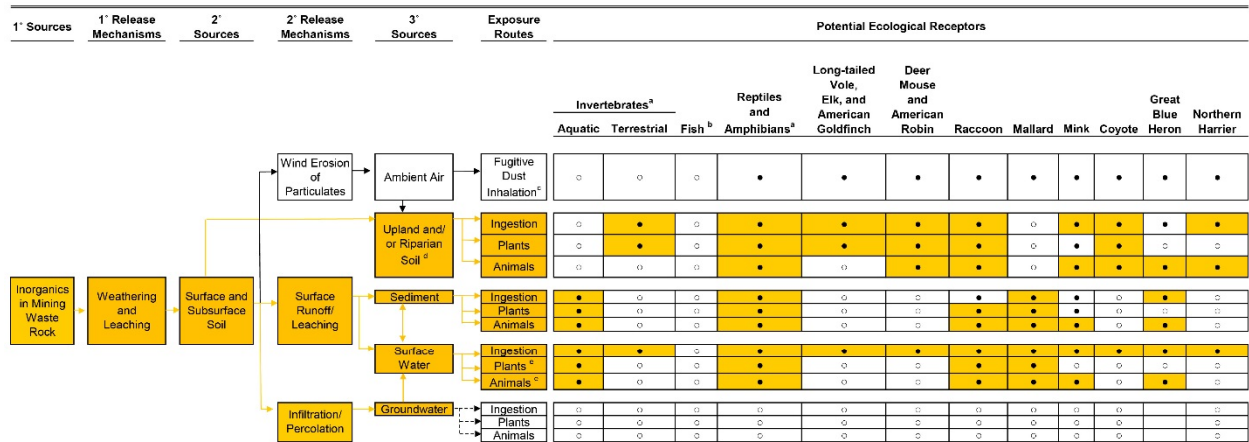 1° Sources
1° Release
Mechanisms
2°
Sources
2° Release
Mechanisms
3°
Sources
Exposure
Routes
Potential Ecological Receptors
Invertebratesᵃ
Aquatic
Terrestrial
Fish ᵇ
Reptiles
and
Amphibiansᵃ
Long-tailed
Vole,
Elk, and
American
Goldfinch
Deer
Mouse
and
American
Robin
Raccoon
Mallard
Mink
Coyote
Great
Blue
Heron
Northern
Harrier
Wind Erosion
of
Particulates
Ambient Air
Fugitive
Dust
Inhalationᶜ
Upland and/
or Riparian
Soil ᵈ
Ingestion
Plants
Animals
Inorganics
in Mining
Waste
Rock
Weathering
and
Leaching
Surface and
Subsurface
Soil
Surface
Runoff/
Leaching
Sediment
Ingestion
Plants
Animals
Surface
Water
Ingestion
Plants ᵉ
Animals ᵉ
Infiltration/
Percolation
Groundwater
Ingestion
Plants
Animals